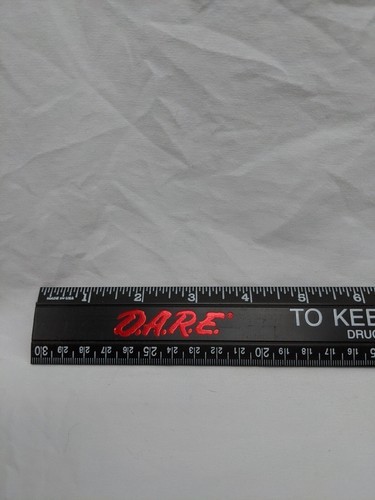 1 2 3 4 5 6
MADE IN USA
D.A.R.E.
TO KEE
DRUG
30 29 28 27 26 25 24 23 22 21 20 19 18 17 16 15